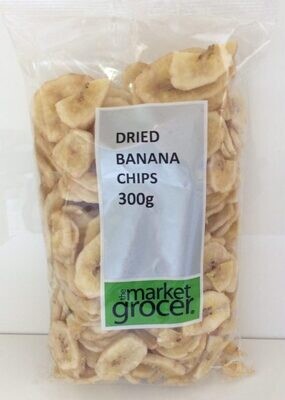 DRIED
BANANA
CHIPS
300g
the market
grocer®